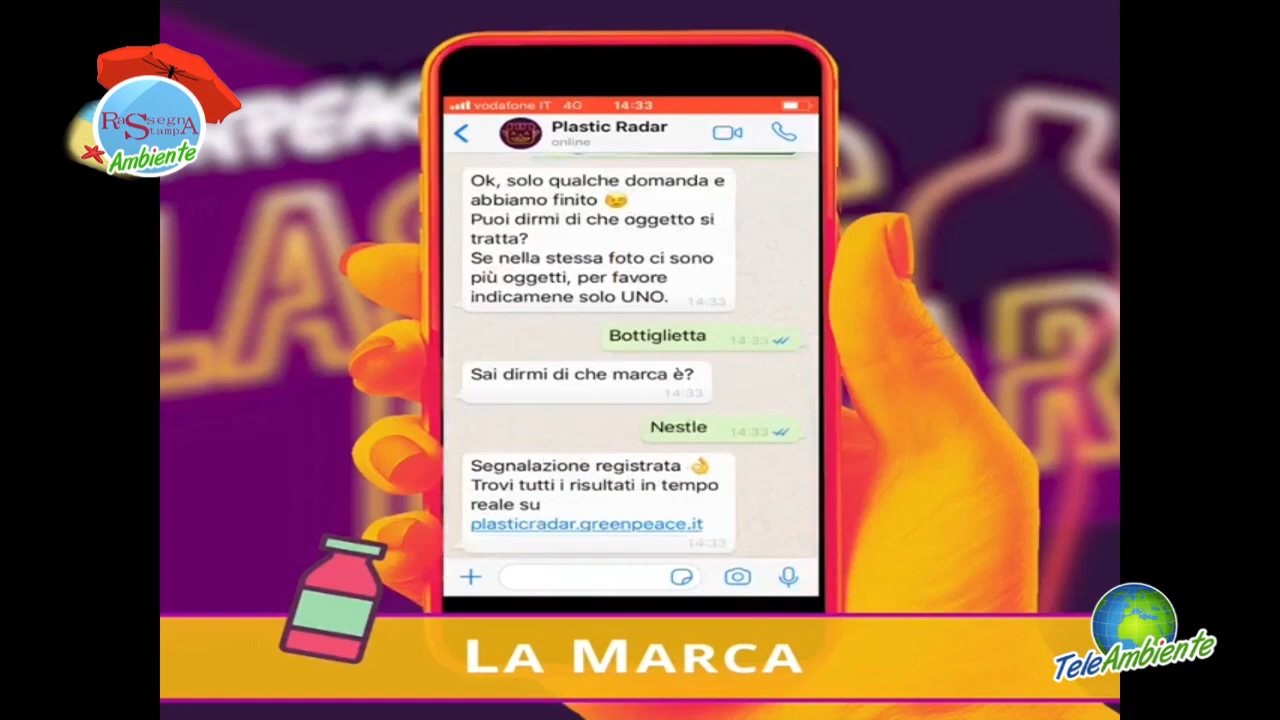 RaSsegnA
StampA
Ambiente
vodafone IT 4G 14:33
Plastic Radar
online
Ok, solo qualche domanda e
abbiamo finito 😉
Puoi dirmi di che oggetto si
tratta?
Se nella stessa foto ci sono
più oggetti, per favore
indicamene solo UNO.
14:33
Bottiglietta 14:33
Sai dirmi di che marca è?
14:33
Nestle 14:33
Segnalazione registrata 👌
Trovi tutti i risultati in tempo
reale su
plasticradar.greenpeace.it
14:33
LA MARCA
TeleAmbiente